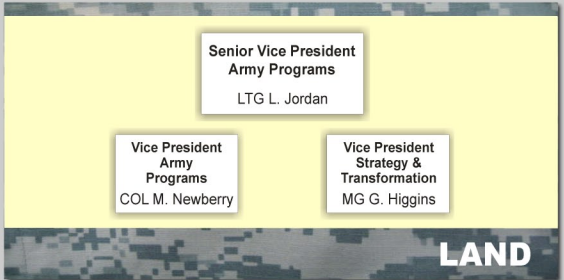 Senior Vice President
Army Programs
LTG L. Jordan
Vice President
Army
Programs
COL M. Newberry
Vice President
Strategy &
Transformation
MG G. Higgins
LAND